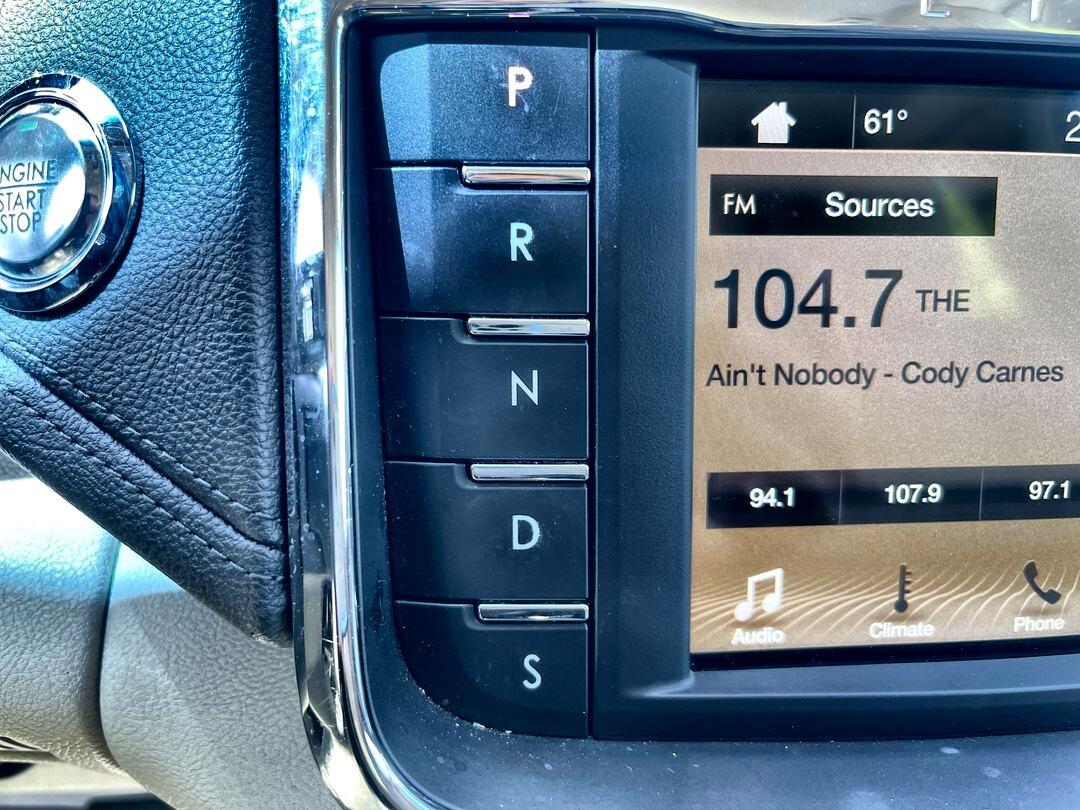 ENGINE
START
STOP
P
R
N
D
S
61°
FM Sources
104.7 THE
Ain't Nobody - Cody Carnes
94.1 107.9 97.1
Audio Climate Phone